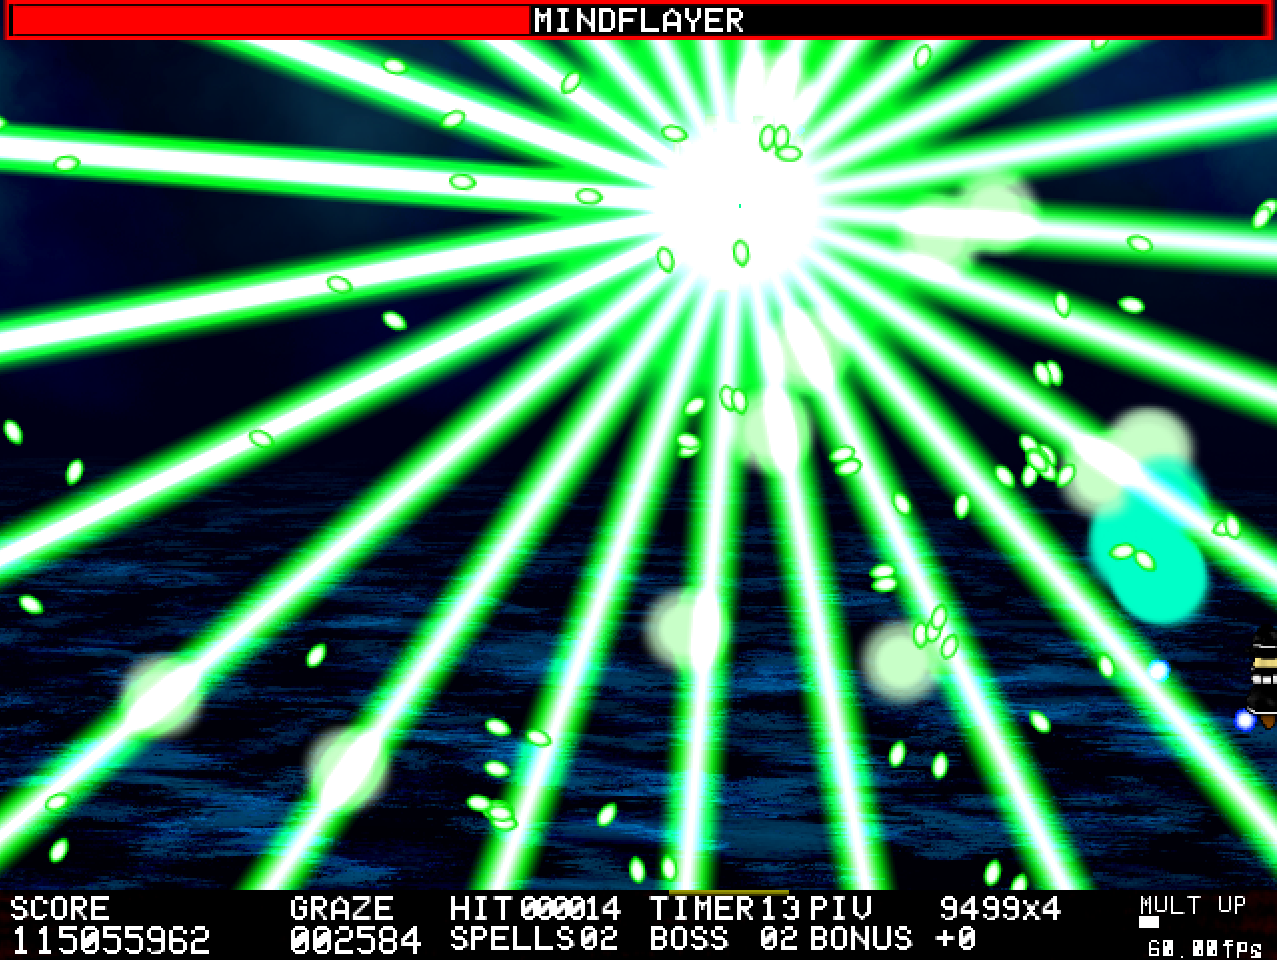 MINDFLAYER
SCORE GRAZE HIT 000014 TIMER 13 PIV 9499x4 MULT UP
115055962 002584 SPELLS 02 BOSS 02 BONUS +0 60.00fps